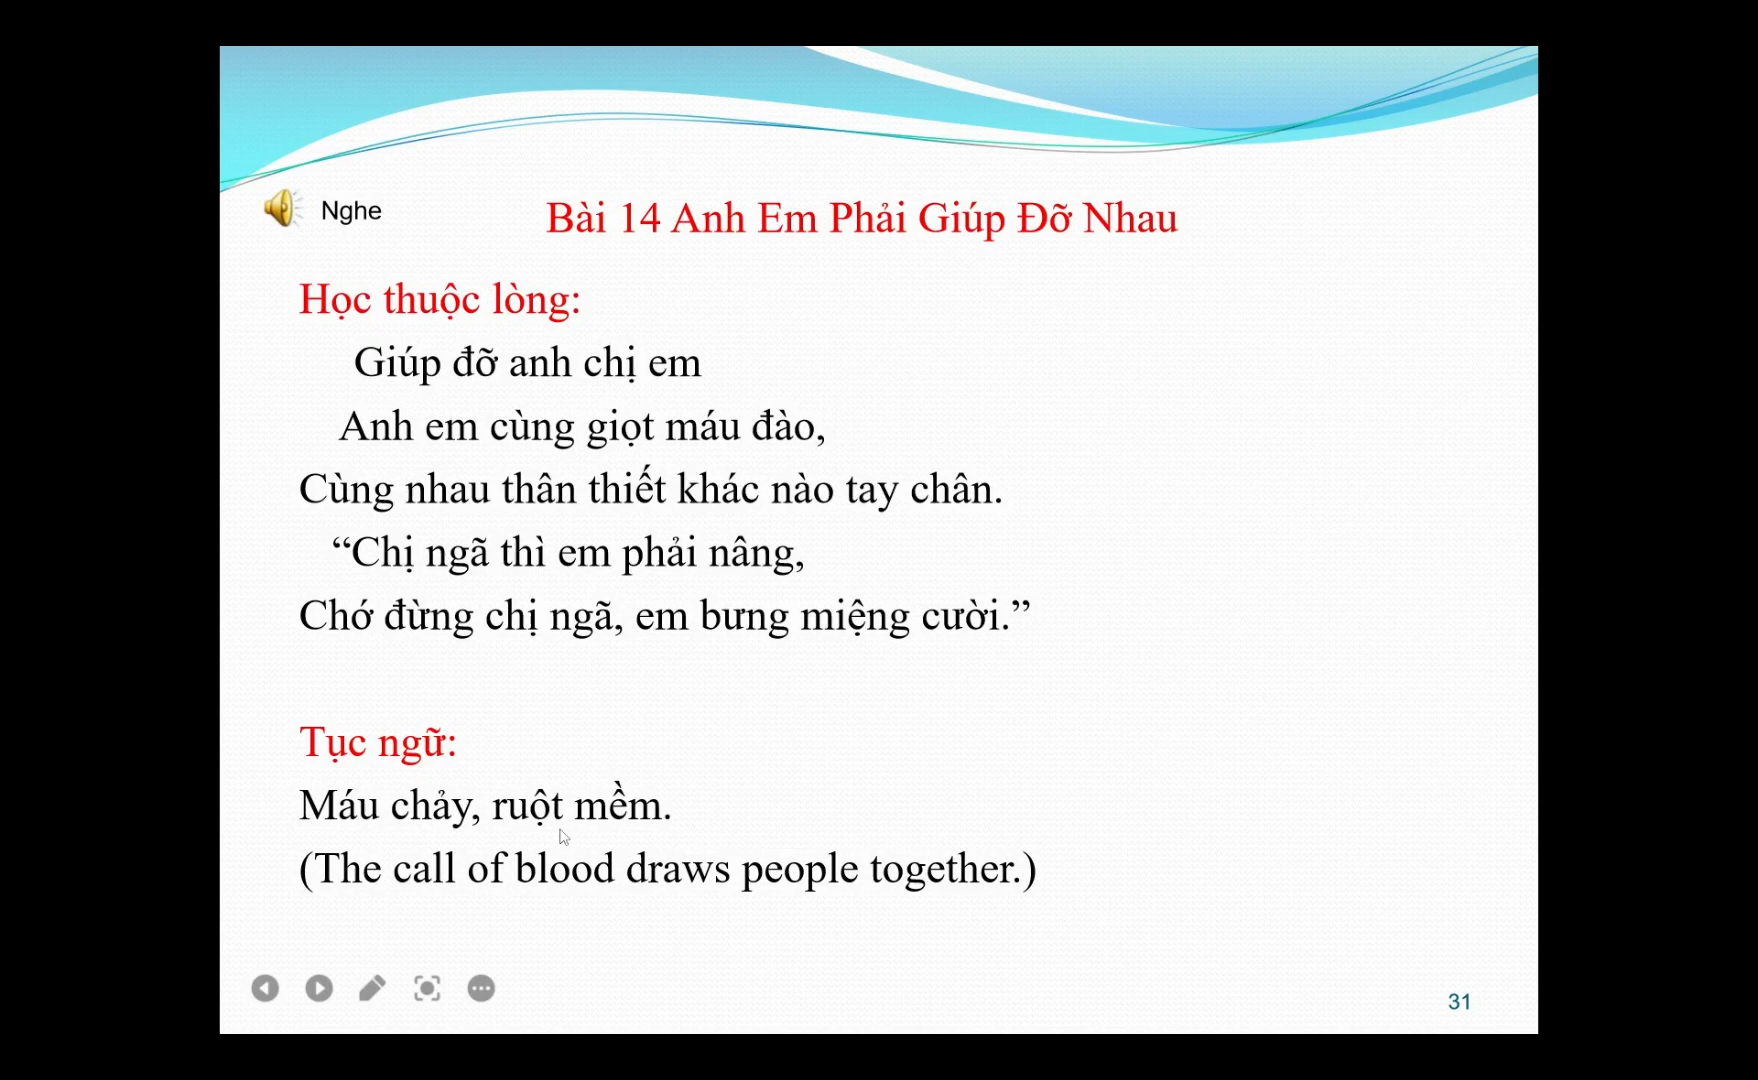 Nghe
Bài 14 Anh Em Phải Giúp Đỡ Nhau
Học thuộc lòng:
Giúp đỡ anh chị em
Anh em cùng giọt máu đào,
Cùng nhau thân thiết khác nào tay chân.
“Chị ngã thì em phải nâng,
Chớ đừng chị ngã, em bưng miệng cười.”
Tục ngữ:
Máu chảy, ruột mềm.
(The call of blood draws people together.)
31